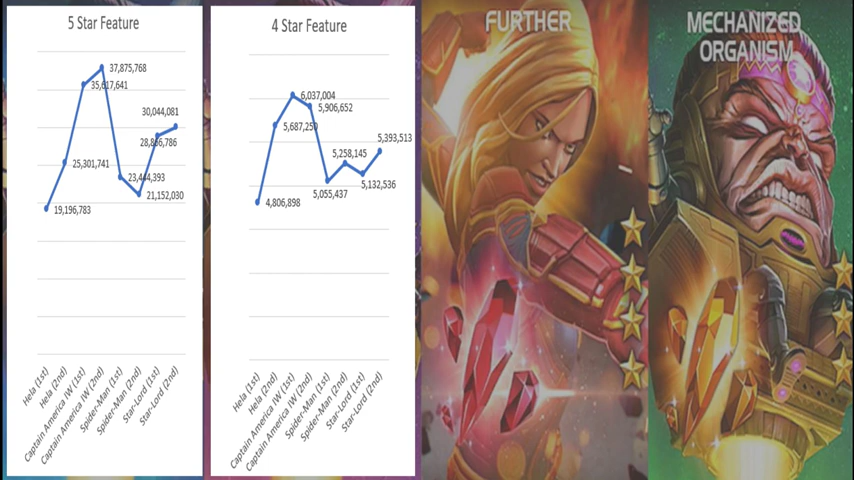 5 Star Feature
37,875,768
35,617,641
30,044,081
28,836,786
25,301,741
23,444,393
21,152,030
19,196,783
Hela (1st)
Hela (2nd)
Captain America IW (1st)
Captain America IW (2nd)
Spider-Man (1st)
Spider-Man (2nd)
Star-Lord (1st)
Star-Lord (2nd)
4 Star Feature
6,037,004
5,906,652
5,687,250
5,393,513
5,258,145
5,132,536
5,055,437
4,806,898
Hela (1st)
Hela (2nd)
Captain America IW (1st)
Captain America IW (2nd)
Spider-Man (1st)
Spider-Man (2nd)
Star-Lord (1st)
Star-Lord (2nd)
FURTHER
MECHANIZED
ORGANISM